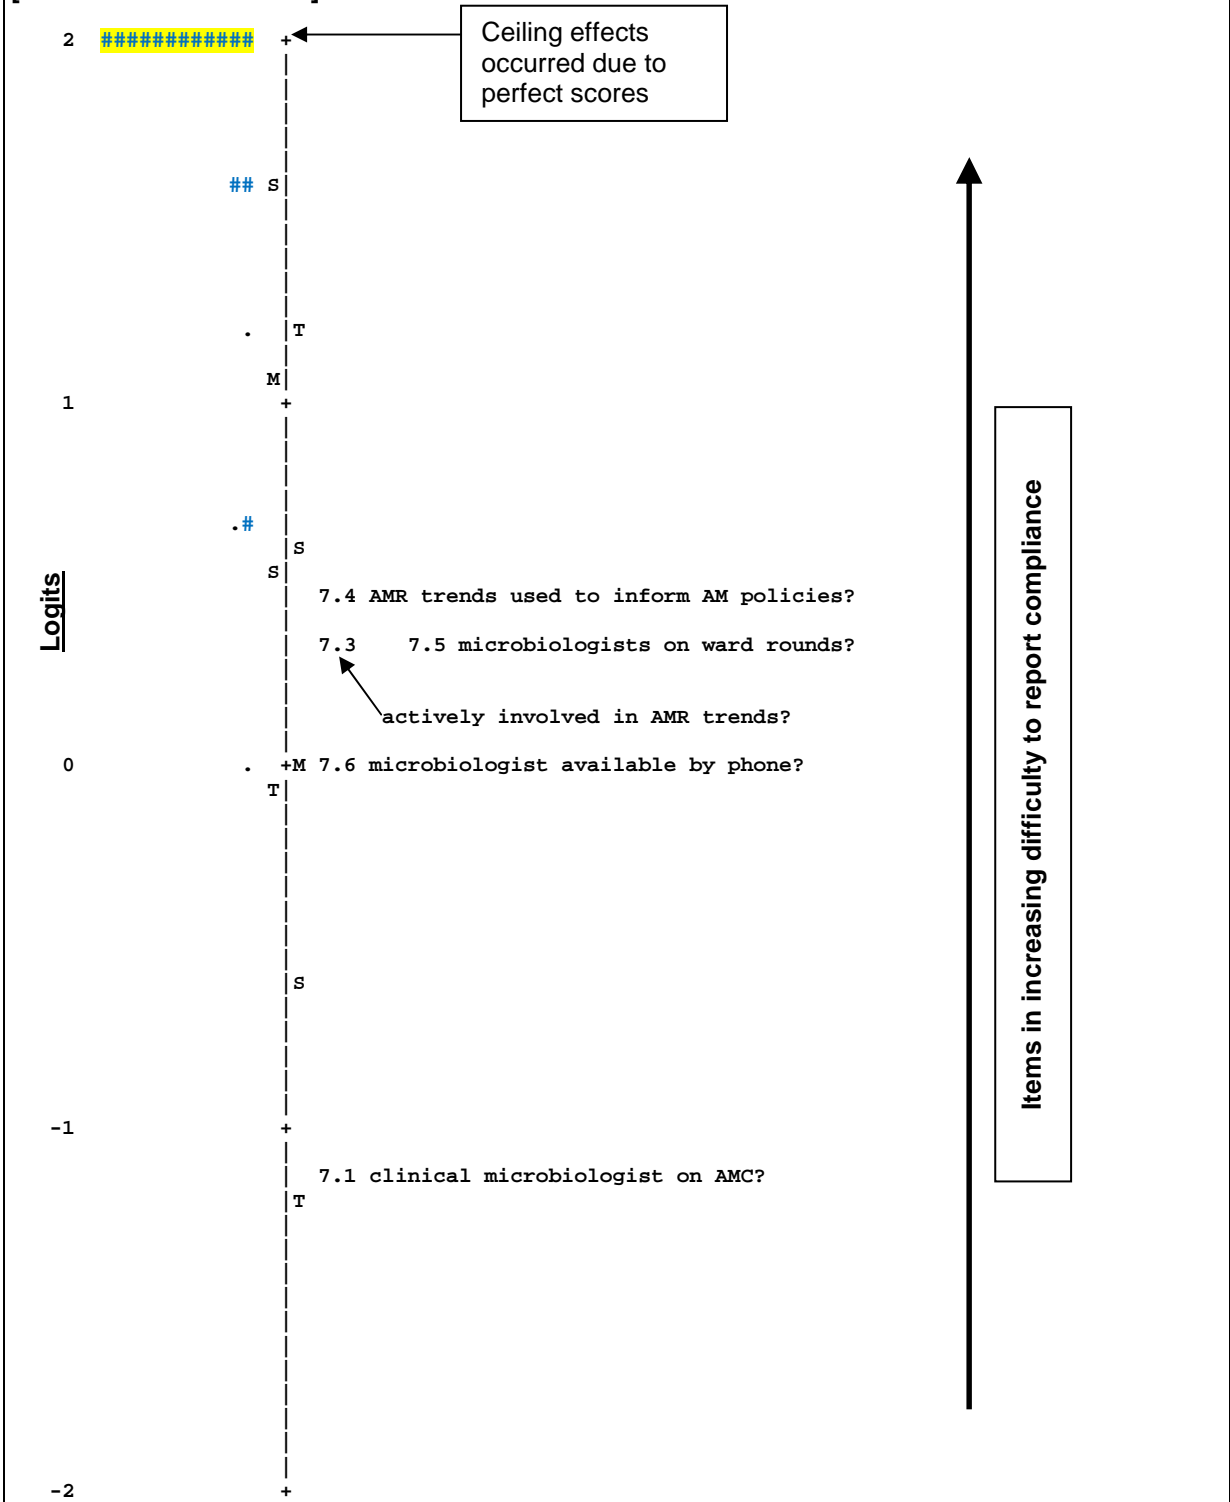 2 ############ +
Ceiling effects
occurred due to
perfect scores
## S
. T
M
1 +
.# 
S
S
7.4 AMR trends used to inform AM policies?
7.3 7.5 microbiologists on ward rounds?
actively involved in AMR trends?
0 . +M 7.6 microbiologist available by phone?
T
S
-1 +
7.1 clinical microbiologist on AMC?
T
-2 +
Logits
Items in increasing difficulty to report compliance